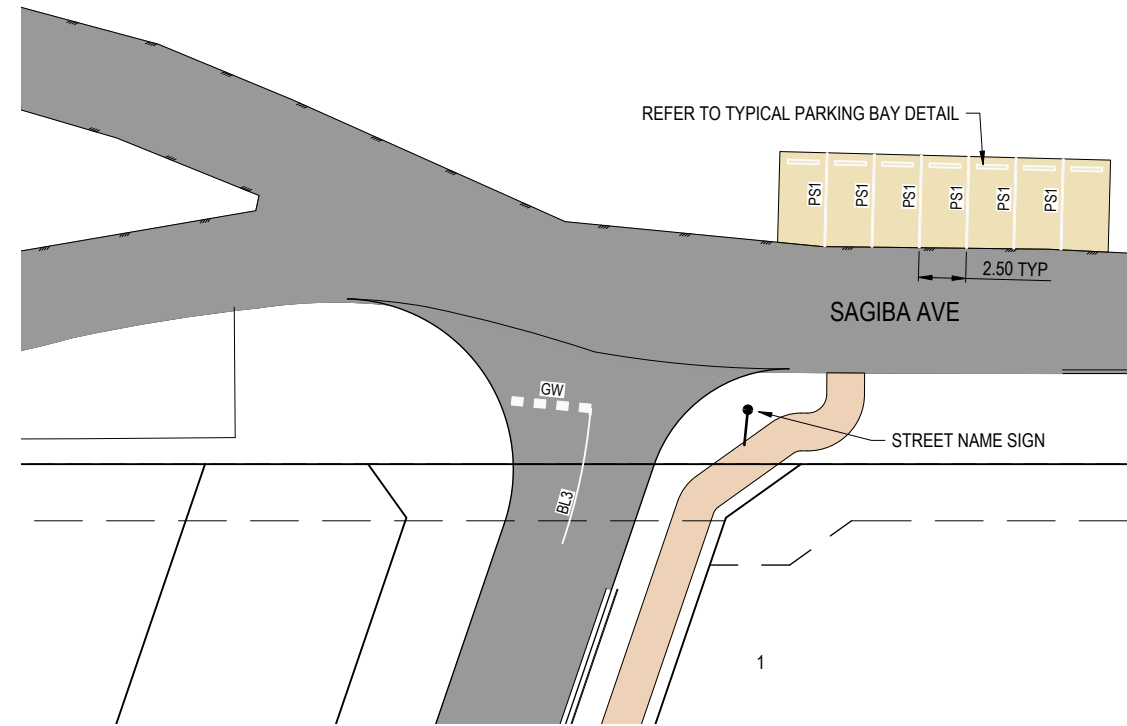 REFER TO TYPICAL PARKING BAY DETAIL
PS1
PS1
PS1
PS1
PS1
PS1
2.50 TYP
SAGIBA AVE
GW
STREET NAME SIGN
BL3
1